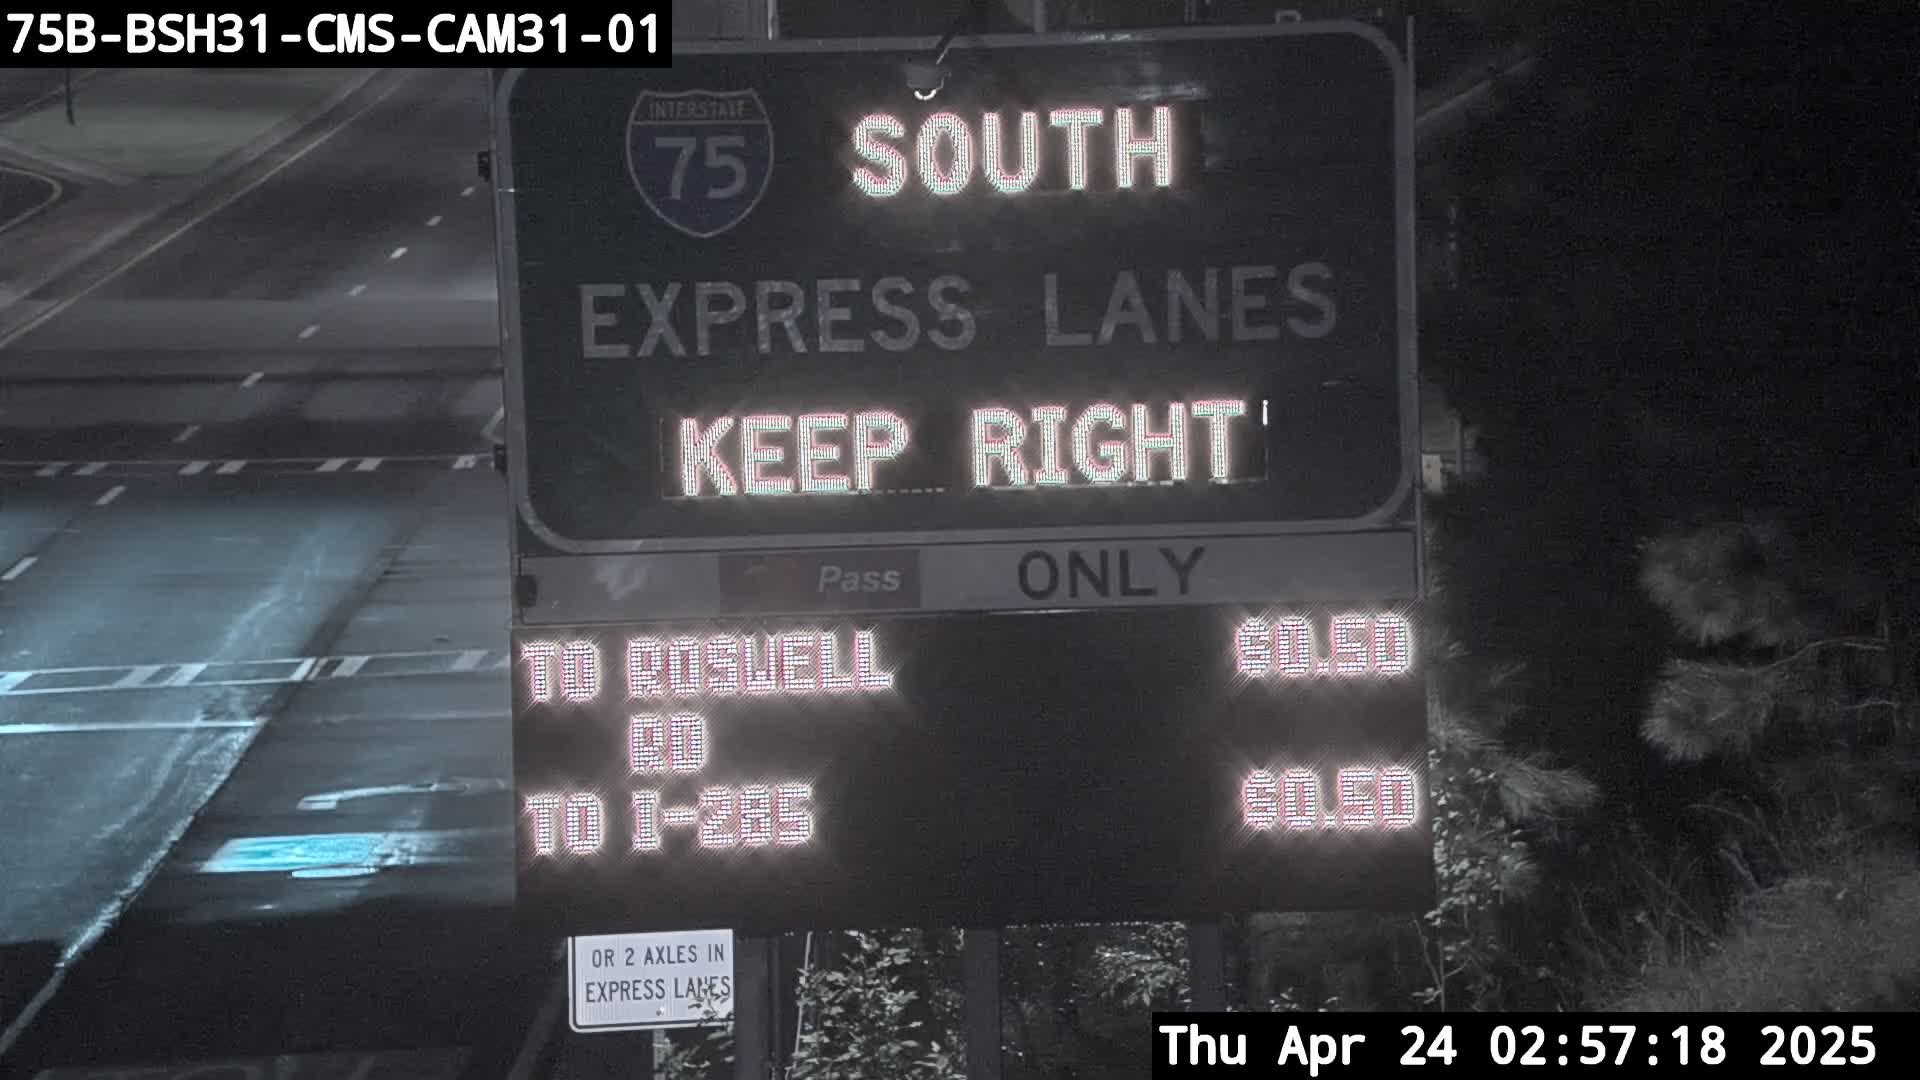 75B-BSH31-CMS-CAM31-01
INTERSTATE
75
SOUTH
EXPRESS LANES
KEEP RIGHT
Pass ONLY
TO ROSWELL $0.50
RD
TO I-285 $0.50
OR 2 AXLES IN
EXPRESS LANES
Thu Apr 24 02:57:18 2025